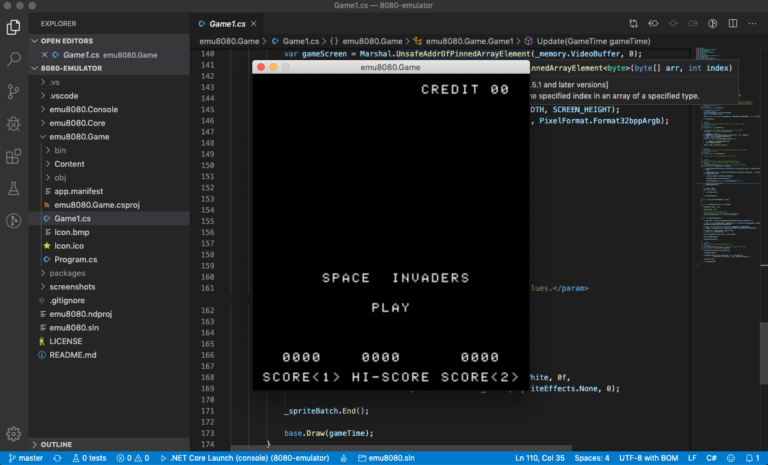 Game1.cs — 8080-emulator
EXPLORER
OPEN EDITORS
Game1.cs emu8080.Game
8080-EMULATOR
.vs
.vscode
emu8080.Console
emu8080.Core
emu8080.Game
bin
Content
obj
app.manifest
emu8080.Game.csproj
Game1.cs
Icon.bmp
Icon.ico
Program.cs
packages
screenshots
.gitignore
emu8080.ndproj
emu8080.sln
LICENSE
README.md
OUTLINE
Game1.cs
emu8080.Game > Game1.cs > {} emu8080.Game > emu8080.Game.Game1 > Update(GameTime gameTime)
140 var gameScreen = Marshal.UnsafeAddrOfPinnedArrayElement(_memory.VideoBuffer, 0);
141 nnedArrayElement<byte>(byte[] arr, int index)
142 .5.1 and later versions]
143 he specified index in an array of a specified type.
144 DTH, SCREEN_HEIGHT);
145 , PixelFormat.Format32bppArgb);
146
147
148
149
150
151
152
153
154
155
156
157
158
159
160
161 lues.</param>
162
163
164
165
166
167
168 hite, 0f,
169 riteEffects.None, 0);
170
171 _spriteBatch.End();
172
173 base.Draw(gameTime);
174 }
emu8080.Game
CREDIT 00
SPACE INVADERS
PLAY
0000 0000 0000
SCORE<1> HI-SCORE SCORE<2>
master 0 tests 0 0 .NET Core Launch (console) (8080-emulator) emu8080.sln Ln 110, Col 35 Spaces: 4 UTF-8 with BOM LF C# 1